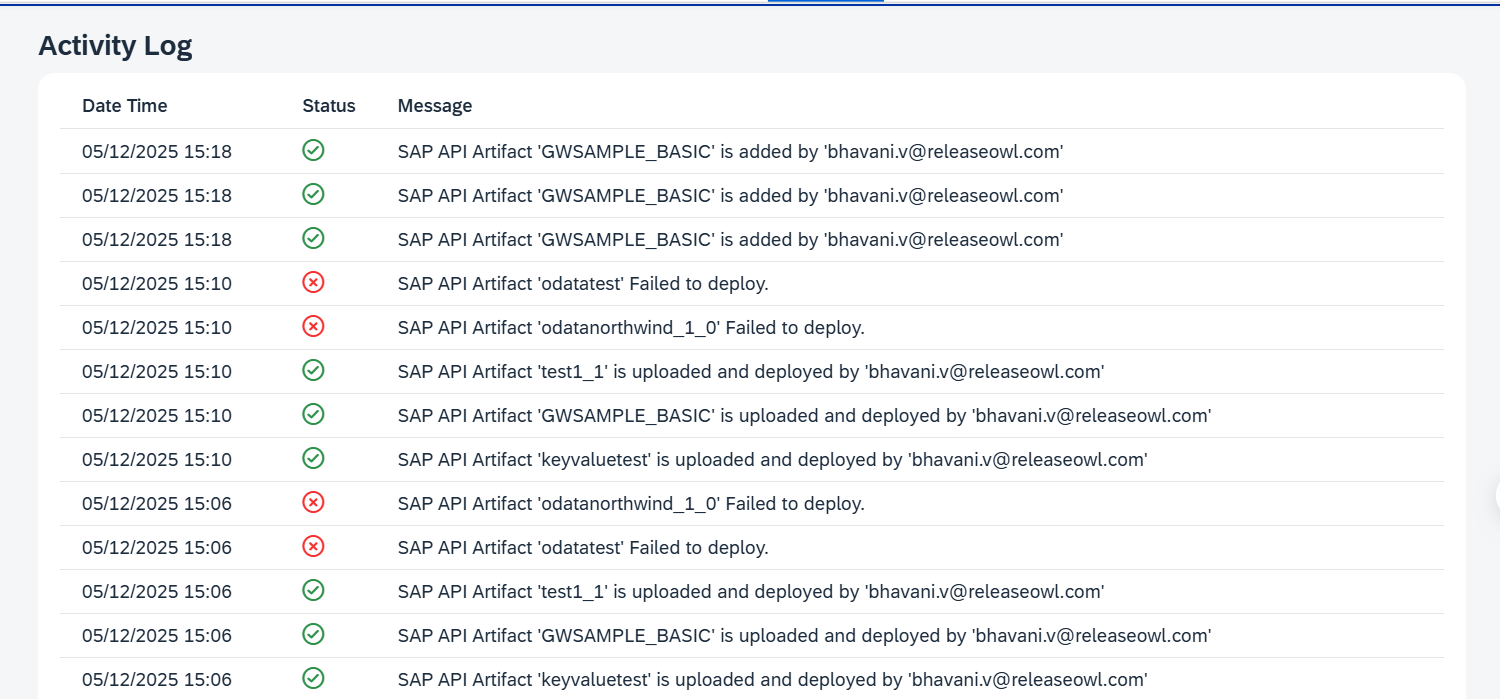 Activity Log
Date Time Status Message
05/12/2025 15:18 SAP API Artifact 'GWSAMPLE_BASIC' is added by 'bhavani.v@releaseowl.com'
05/12/2025 15:18 SAP API Artifact 'GWSAMPLE_BASIC' is added by 'bhavani.v@releaseowl.com'
05/12/2025 15:18 SAP API Artifact 'GWSAMPLE_BASIC' is added by 'bhavani.v@releaseowl.com'
05/12/2025 15:10 SAP API Artifact 'odatatest' Failed to deploy.
05/12/2025 15:10 SAP API Artifact 'odatanorthwind_1_0' Failed to deploy.
05/12/2025 15:10 SAP API Artifact 'test1_1' is uploaded and deployed by 'bhavani.v@releaseowl.com'
05/12/2025 15:10 SAP API Artifact 'GWSAMPLE_BASIC' is uploaded and deployed by 'bhavani.v@releaseowl.com'
05/12/2025 15:10 SAP API Artifact 'keyvaluetest' is uploaded and deployed by 'bhavani.v@releaseowl.com'
05/12/2025 15:06 SAP API Artifact 'odatanorthwind_1_0' Failed to deploy.
05/12/2025 15:06 SAP API Artifact 'odatatest' Failed to deploy.
05/12/2025 15:06 SAP API Artifact 'test1_1' is uploaded and deployed by 'bhavani.v@releaseowl.com'
05/12/2025 15:06 SAP API Artifact 'GWSAMPLE_BASIC' is uploaded and deployed by 'bhavani.v@releaseowl.com'
05/12/2025 15:06 SAP API Artifact 'keyvaluetest' is uploaded and deployed by 'bhavani.v@releaseowl.com'